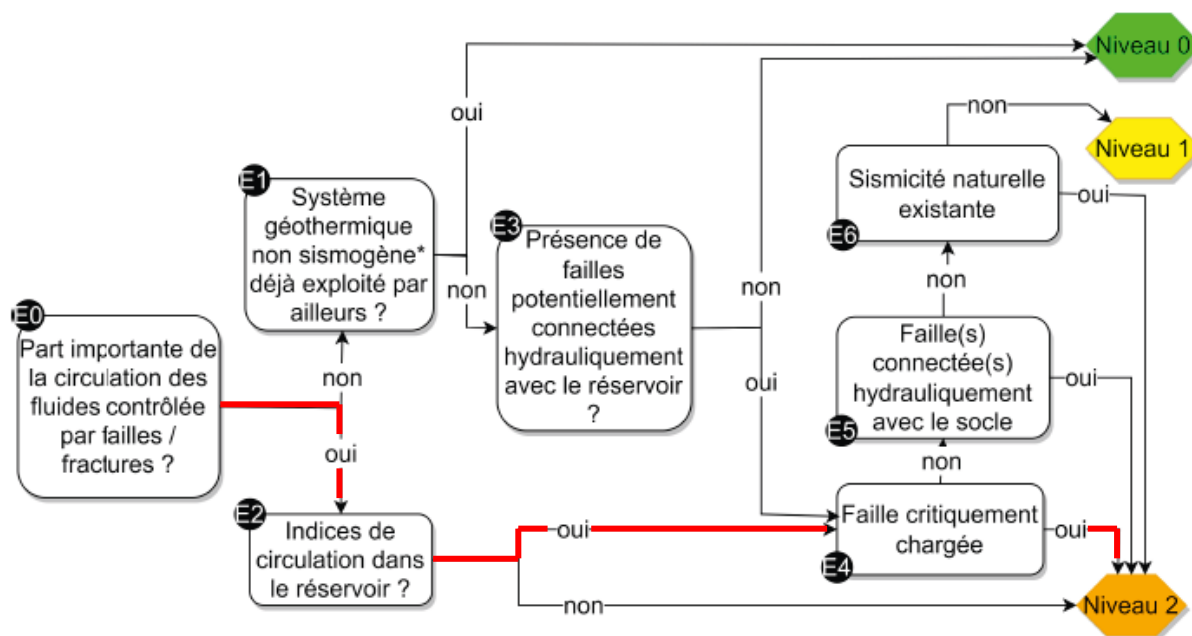 Niveau 0
oui
non
Niveau 1
E1
Système
géothermique
non sismogène*
déjà exploité par
ailleurs ?
E6
Sismicité naturelle
existante
oui
E3
Présence de
failles
potentiellement
connectées
hydrauliquement
avec le réservoir
?
non
non
oui
non
E0
Part importante de
la circulation des
fluides contrôlée
par failles /
fractures ?
non
oui
E5
Faille(s)
connectée(s)
hydrauliquement
avec le socle
oui
non
E2
Indices de
circulation dans
le réservoir ?
oui
non
E4
Faille critiquement
chargée
oui
Niveau 2